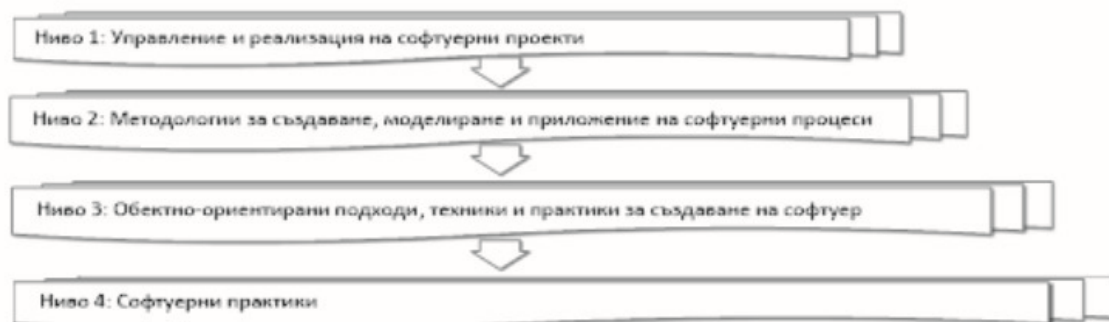 Ниво 1: Управление и реализация на софтуерни проекти
Ниво 2: Методологии за създаване, моделиране и приложение на софтуерни процеси
Ниво 3: Обектно-ориентирани подходи, техники и практики за създаване на софтуер
Ниво 4: Софтуерни практики